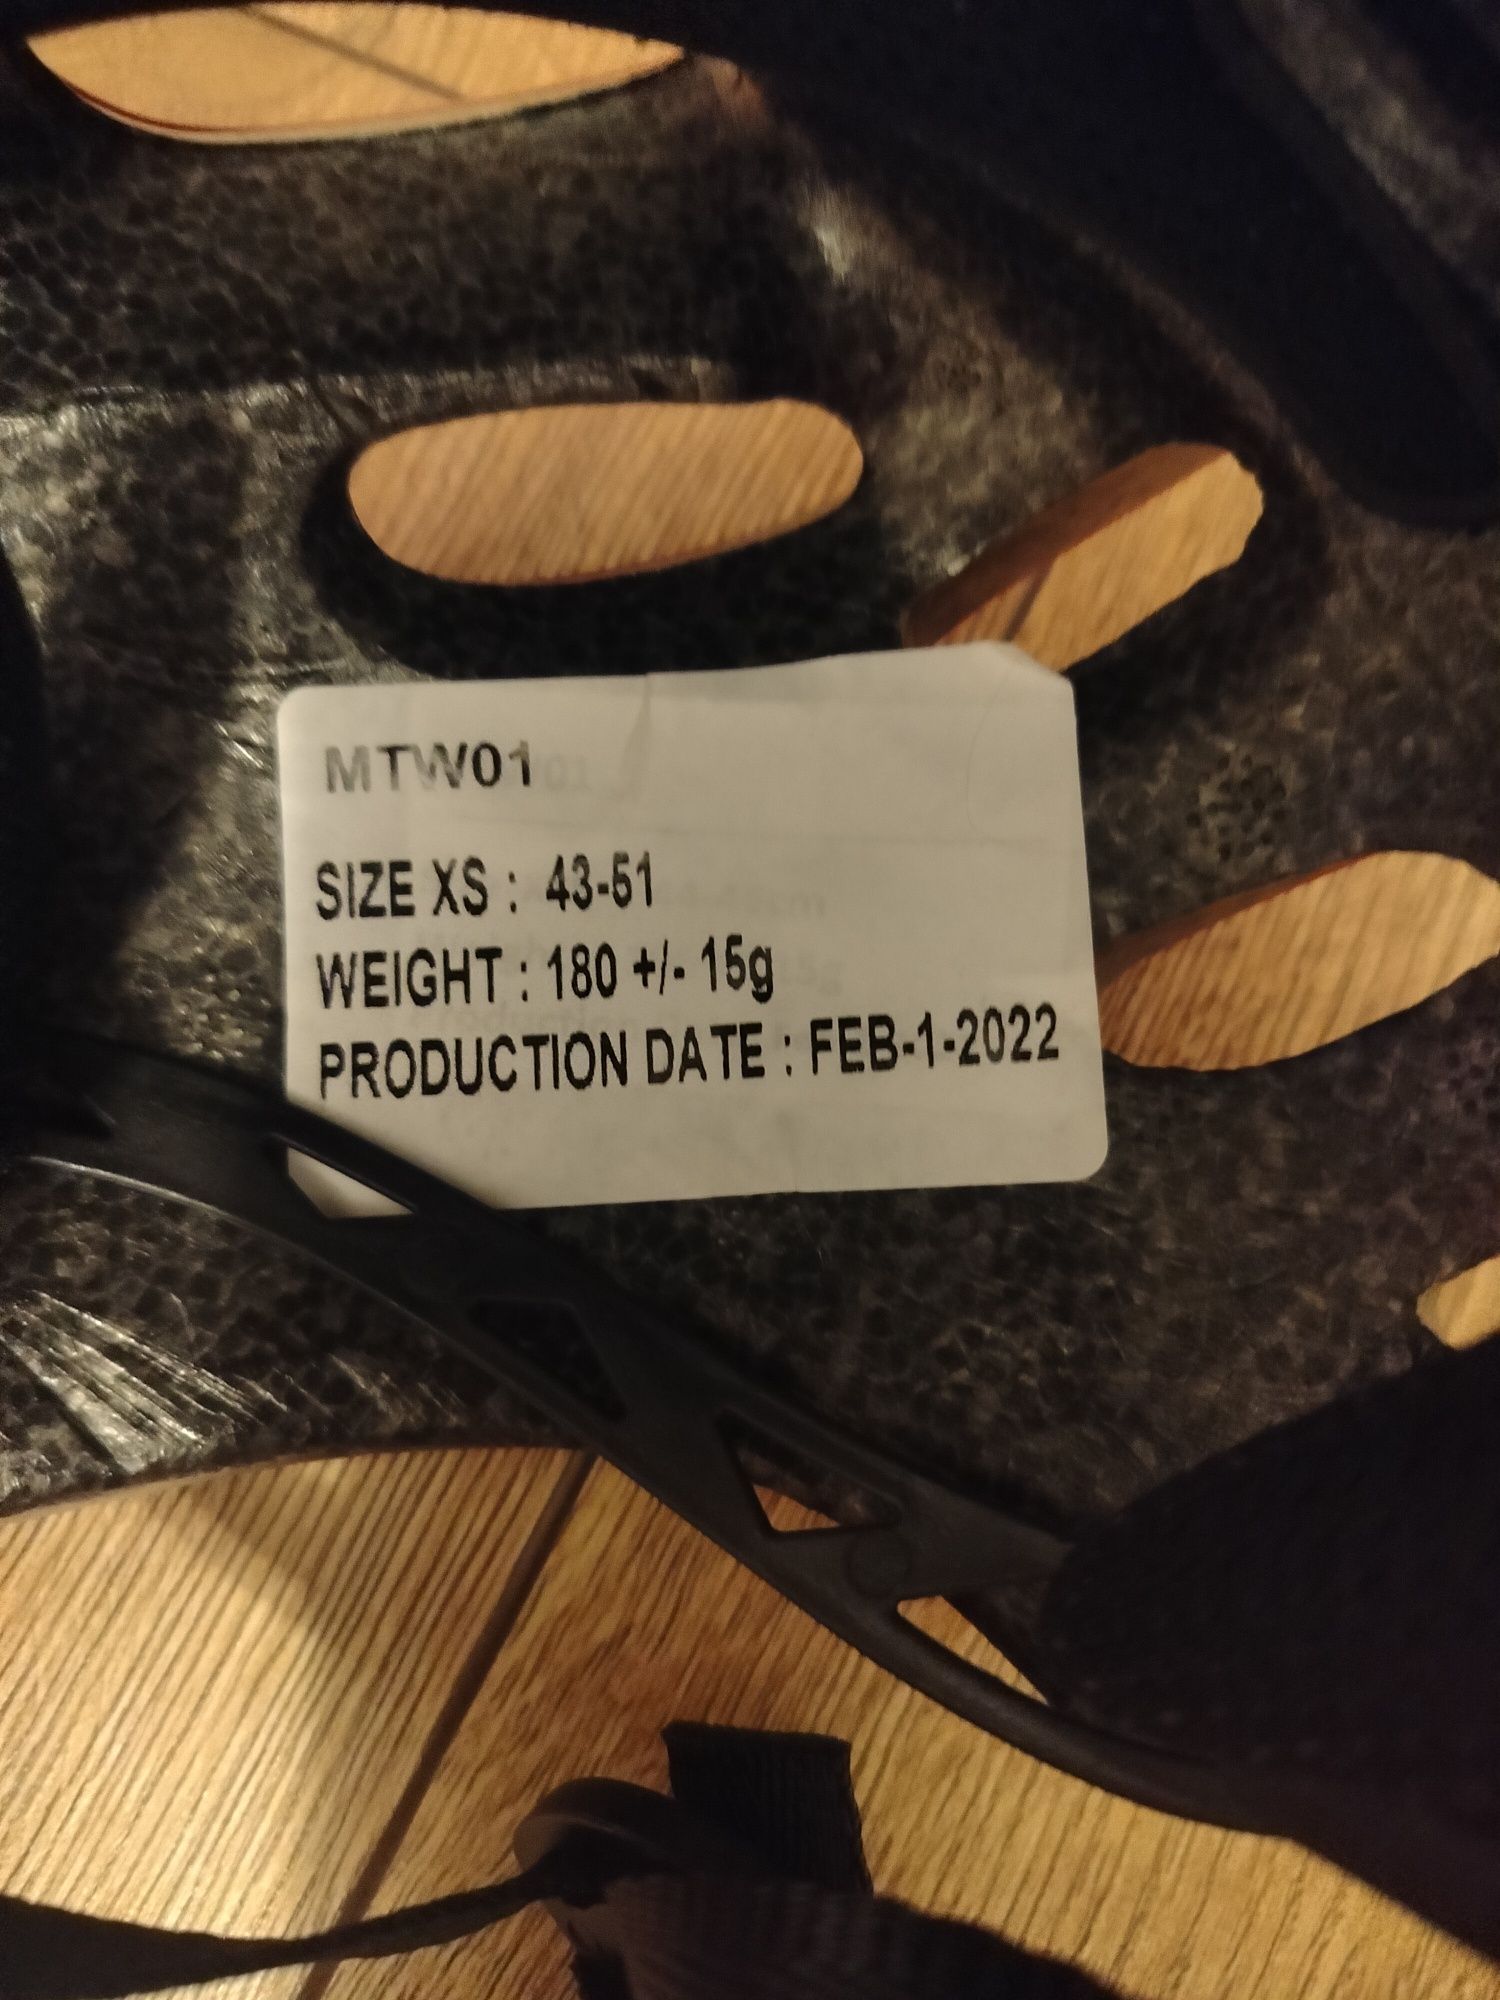 MTW01
SIZE XS : 43-51
WEIGHT : 180 +/- 15g
PRODUCTION DATE : FEB-1-2022